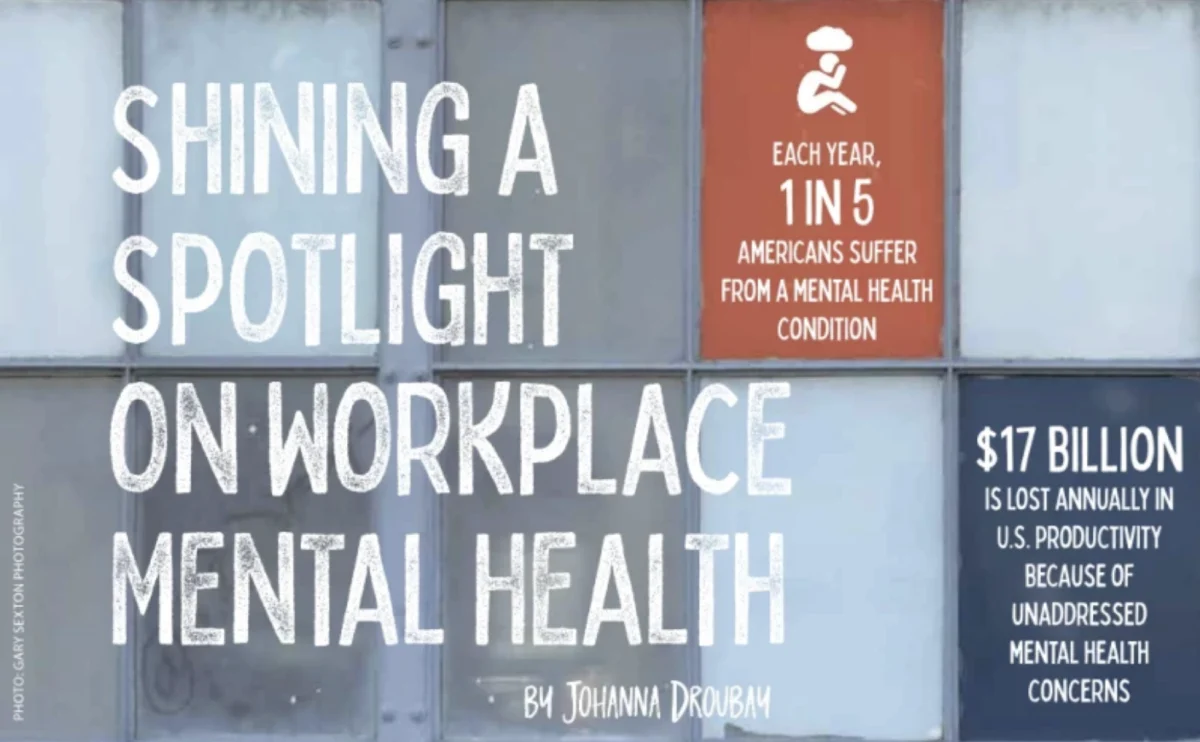 SHINING A
SPOTLIGHT
ON WORKPLACE
MENTAL HEALTH
BY JOHANNA DROUBAY
EACH YEAR,
1 IN 5
AMERICANS SUFFER
FROM A MENTAL HEALTH
CONDITION
$17 BILLION
IS LOST ANNUALLY IN
U.S. PRODUCTIVITY
BECAUSE OF
UNADDRESSED
MENTAL HEALTH
CONCERNS
PHOTO: GARY SEXTON PHOTOGRAPHY